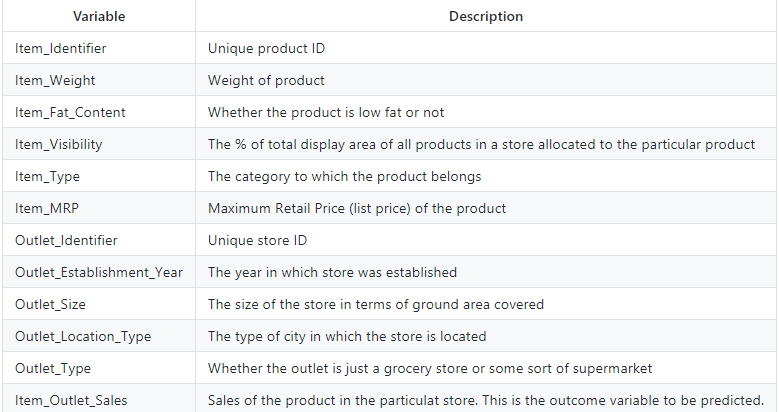 Variable Description
Item_Identifier Unique product ID
Item_Weight Weight of product
Item_Fat_Content Whether the product is low fat or not
Item_Visibility The % of total display area of all products in a store allocated to the particular product
Item_Type The category to which the product belongs
Item_MRP Maximum Retail Price (list price) of the product
Outlet_Identifier Unique store ID
Outlet_Establishment_Year The year in which store was established
Outlet_Size The size of the store in terms of ground area covered
Outlet_Location_Type The type of city in which the store is located
Outlet_Type Whether the outlet is just a grocery store or some sort of supermarket
Item_Outlet_Sales Sales of the product in the particulat store. This is the outcome variable to be predicted.